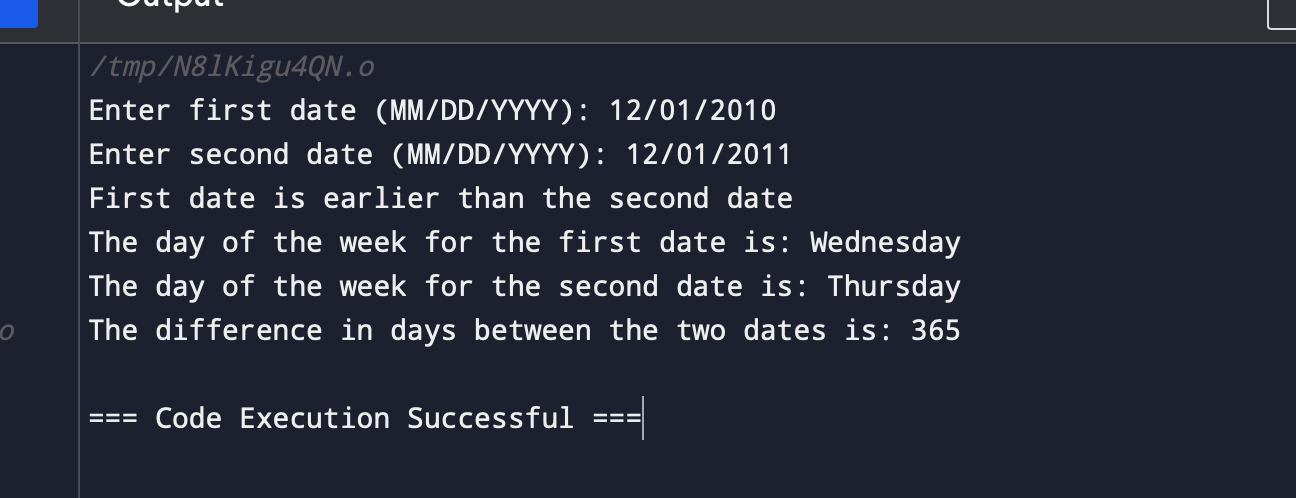 Output
/tmp/N8lKigu4QN.o
Enter first date (MM/DD/YYYY): 12/01/2010
Enter second date (MM/DD/YYYY): 12/01/2011
First date is earlier than the second date
The day of the week for the first date is: Wednesday
The day of the week for the second date is: Thursday
o
The difference in days between the two dates is: 365
=== Code Execution Successful ===